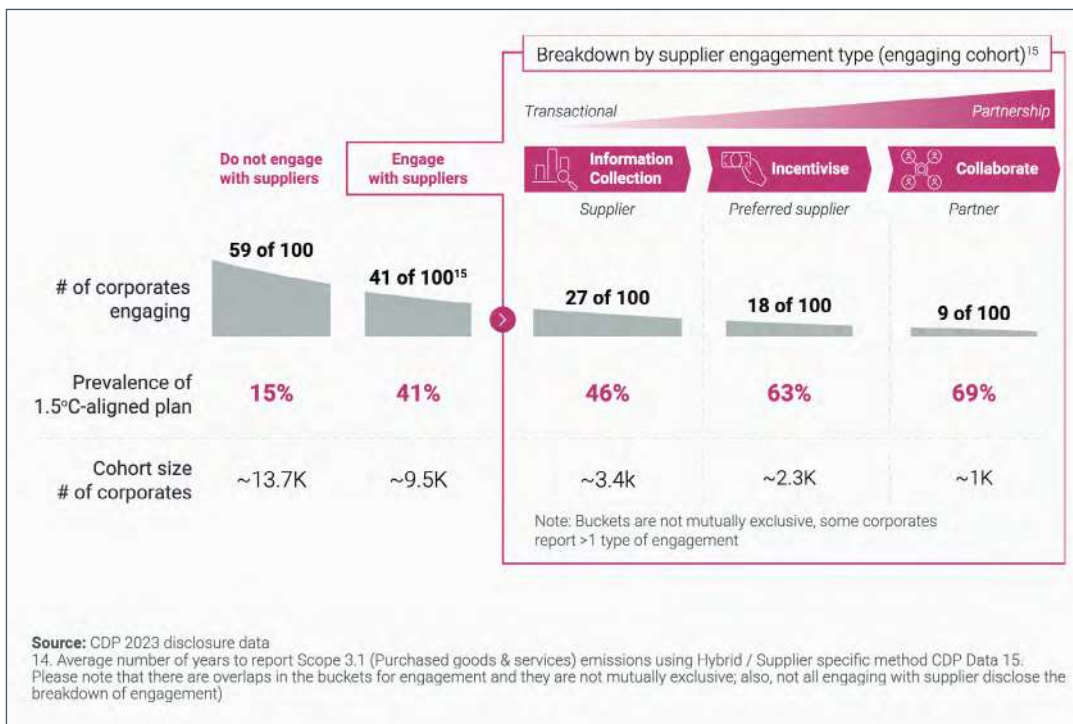 Breakdown by supplier engagement type (engaging cohort)15
Transactional
Partnership
Do not engage
with suppliers
Engage
with suppliers
Information
Collection
Incentivise
Collaborate
Supplier
Preferred supplier
Partner
# of corporates
engaging
59 of 100
41 of 10015
27 of 100
18 of 100
9 of 100
Prevalence of
1.5°C-aligned plan
15%
41%
46%
63%
69%
Cohort size
# of corporates
~13.7K
~9.5K
~3.4k
~2.3K
~1K
Note: Buckets are not mutually exclusive, some corporates
report >1 type of engagement
Source: CDP 2023 disclosure data
14. Average number of years to report Scope 3.1 (Purchased goods & services) emissions using Hybrid / Supplier specific method CDP Data 15.
Please note that there are overlaps in the buckets for engagement and they are not mutually exclusive; also, not all engaging with supplier disclose the
breakdown of engagement)